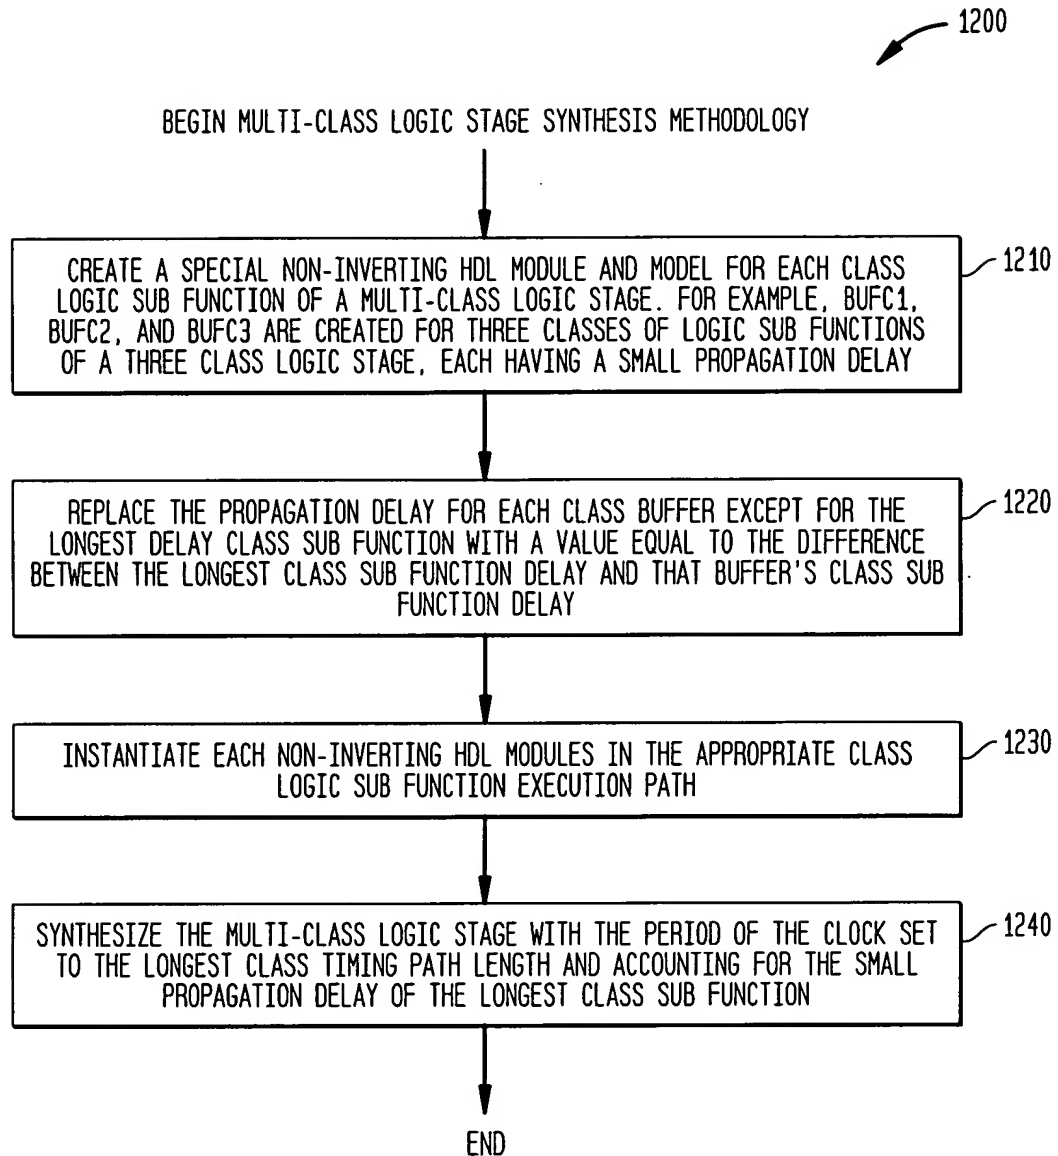 1200
BEGIN MULTI-CLASS LOGIC STAGE SYNTHESIS METHODOLOGY
1210
CREATE A SPECIAL NON-INVERTING HDL MODULE AND MODEL FOR EACH CLASS
LOGIC SUB FUNCTION OF A MULTI-CLASS LOGIC STAGE. FOR EXAMPLE, BUFC1,
BUFC2, AND BUFC3 ARE CREATED FOR THREE CLASSES OF LOGIC SUB FUNCTIONS
OF A THREE CLASS LOGIC STAGE, EACH HAVING A SMALL PROPAGATION DELAY
1220
REPLACE THE PROPAGATION DELAY FOR EACH CLASS BUFFER EXCEPT FOR THE
LONGEST DELAY CLASS SUB FUNCTION WITH A VALUE EQUAL TO THE DIFFERENCE
BETWEEN THE LONGEST CLASS SUB FUNCTION DELAY AND THAT BUFFER'S CLASS SUB
FUNCTION DELAY
1230
INSTANTIATE EACH NON-INVERTING HDL MODULES IN THE APPROPRIATE CLASS
LOGIC SUB FUNCTION EXECUTION PATH
1240
SYNTHESIZE THE MULTI-CLASS LOGIC STAGE WITH THE PERIOD OF THE CLOCK SET
TO THE LONGEST CLASS TIMING PATH LENGTH AND ACCOUNTING FOR THE SMALL
PROPAGATION DELAY OF THE LONGEST CLASS SUB FUNCTION
END